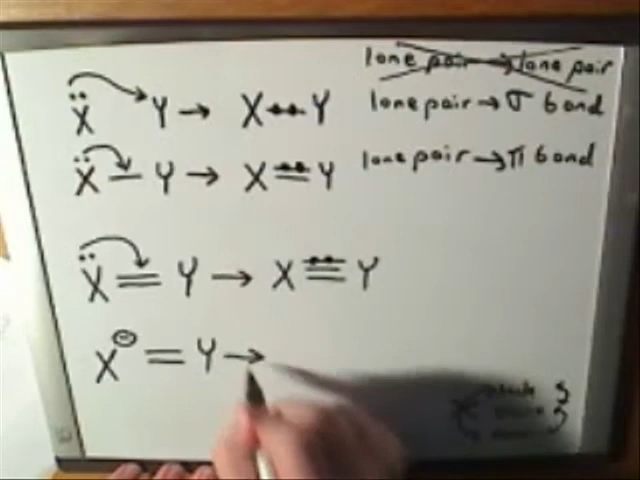 lone pair → lone pair
Ẍ Y → X Y lone pair → σ bond
Ẍ — Y → X = Y lone pair → π bond
Ẍ = Y → X ≡ Y
X⊖ = Y →